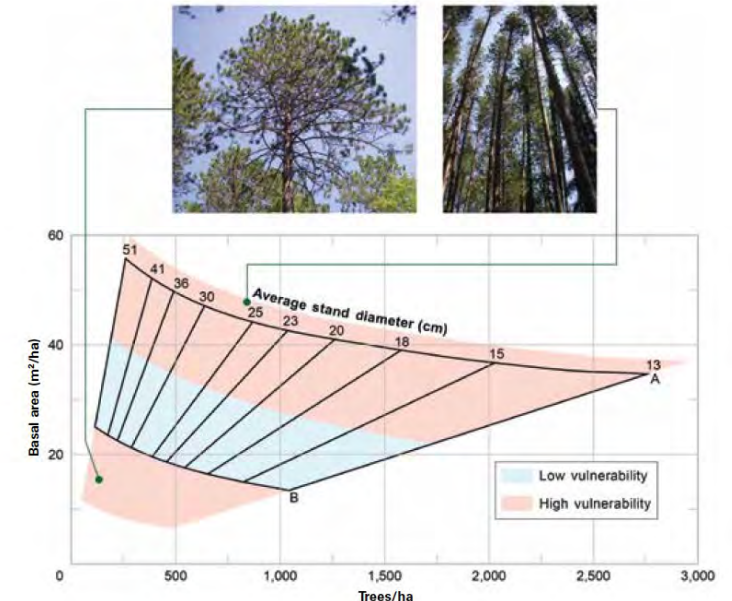 60
51
41
36
30
25
Average stand diameter (cm)
23
20
18
15
13
A
40
Basal area (m²/ha)
20
B
Low vulnerability
High vulnerability
0
500
1,000
1,500
2,000
2,500
3,000
Trees/ha